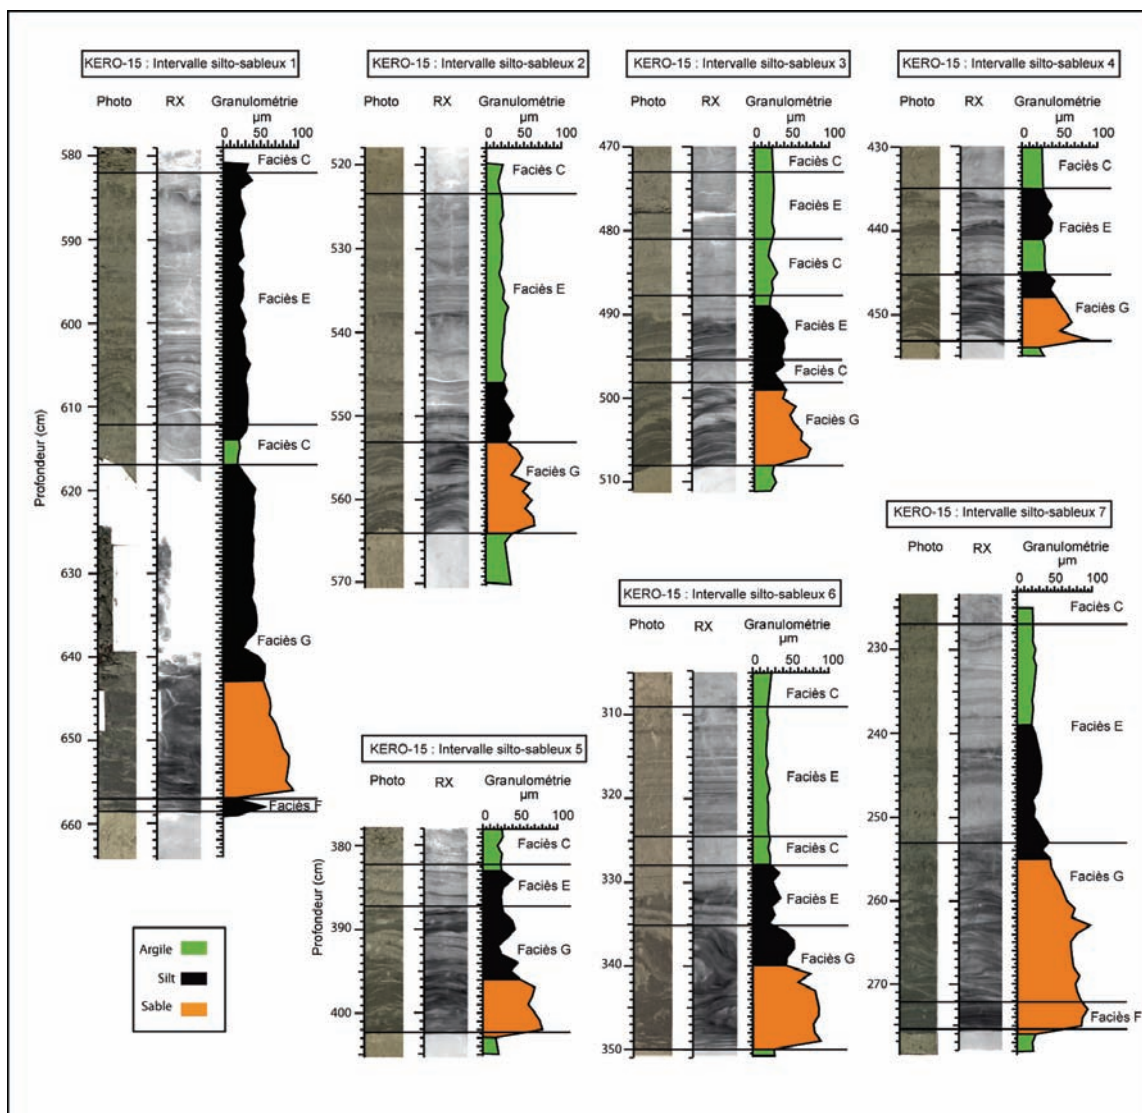 KERO-15 : Intervalle silto-sableux 1
Photo RX Granulométrie
µm
0 50 100
580
590
600
610
620
630
640
650
660
Profondeur (cm)
Faciès C
Faciès E
Faciès C
Faciès G
Faciès F
KERO-15 : Intervalle silto-sableux 2
Photo RX Granulométrie
µm
0 50 100
520
530
540
550
560
570
Faciès C
Faciès E
Faciès G
KERO-15 : Intervalle silto-sableux 3
Photo RX Granulométrie
µm
0 50 100
470
480
490
500
510
Faciès C
Faciès E
Faciès C
Faciès E
Faciès C
Faciès G
KERO-15 : Intervalle silto-sableux 4
Photo RX Granulométrie
µm
0 50 100
430
440
450
Faciès C
Faciès E
Faciès G
KERO-15 : Intervalle silto-sableux 5
Photo RX Granulométrie
µm
0 50 100
380
390
400
Profondeur (cm)
Faciès C
Faciès E
Faciès G
KERO-15 : Intervalle silto-sableux 6
Photo RX Granulométrie
µm
0 50 100
310
320
330
340
350
Faciès C
Faciès E
Faciès C
Faciès E
Faciès G
KERO-15 : Intervalle silto-sableux 7
Photo RX Granulométrie
µm
0 50 100
230
240
250
260
270
Faciès C
Faciès E
Faciès G
Faciès F
Argile
Silt
Sable